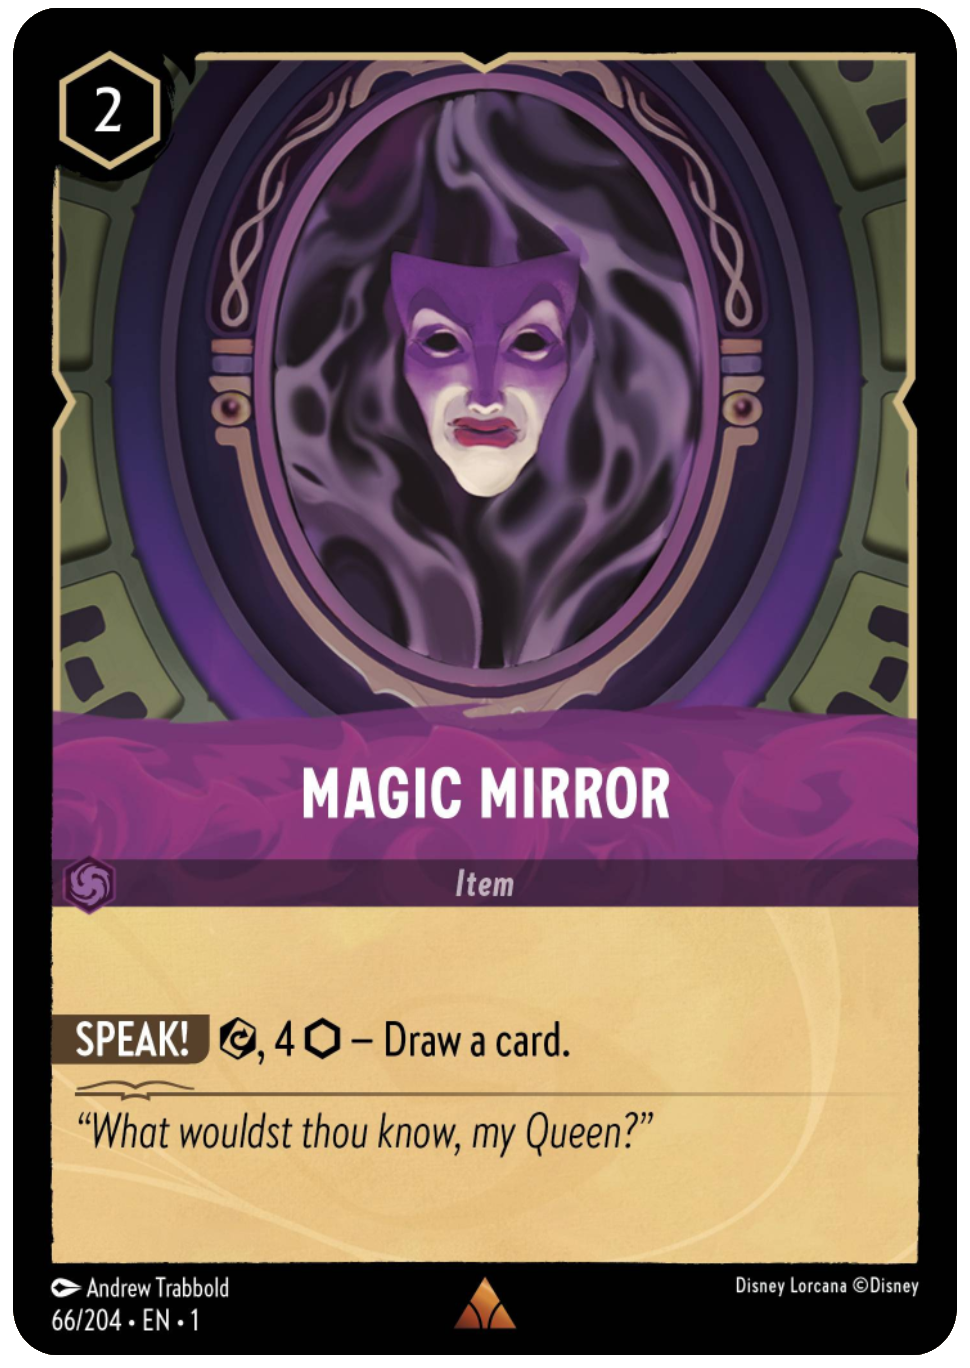 2
MAGIC MIRROR
Item
SPEAK! , 4 – Draw a card.
“What wouldst thou know, my Queen?”
Andrew Trabbold
66/204 • EN • 1
Disney Lorcana ©Disney